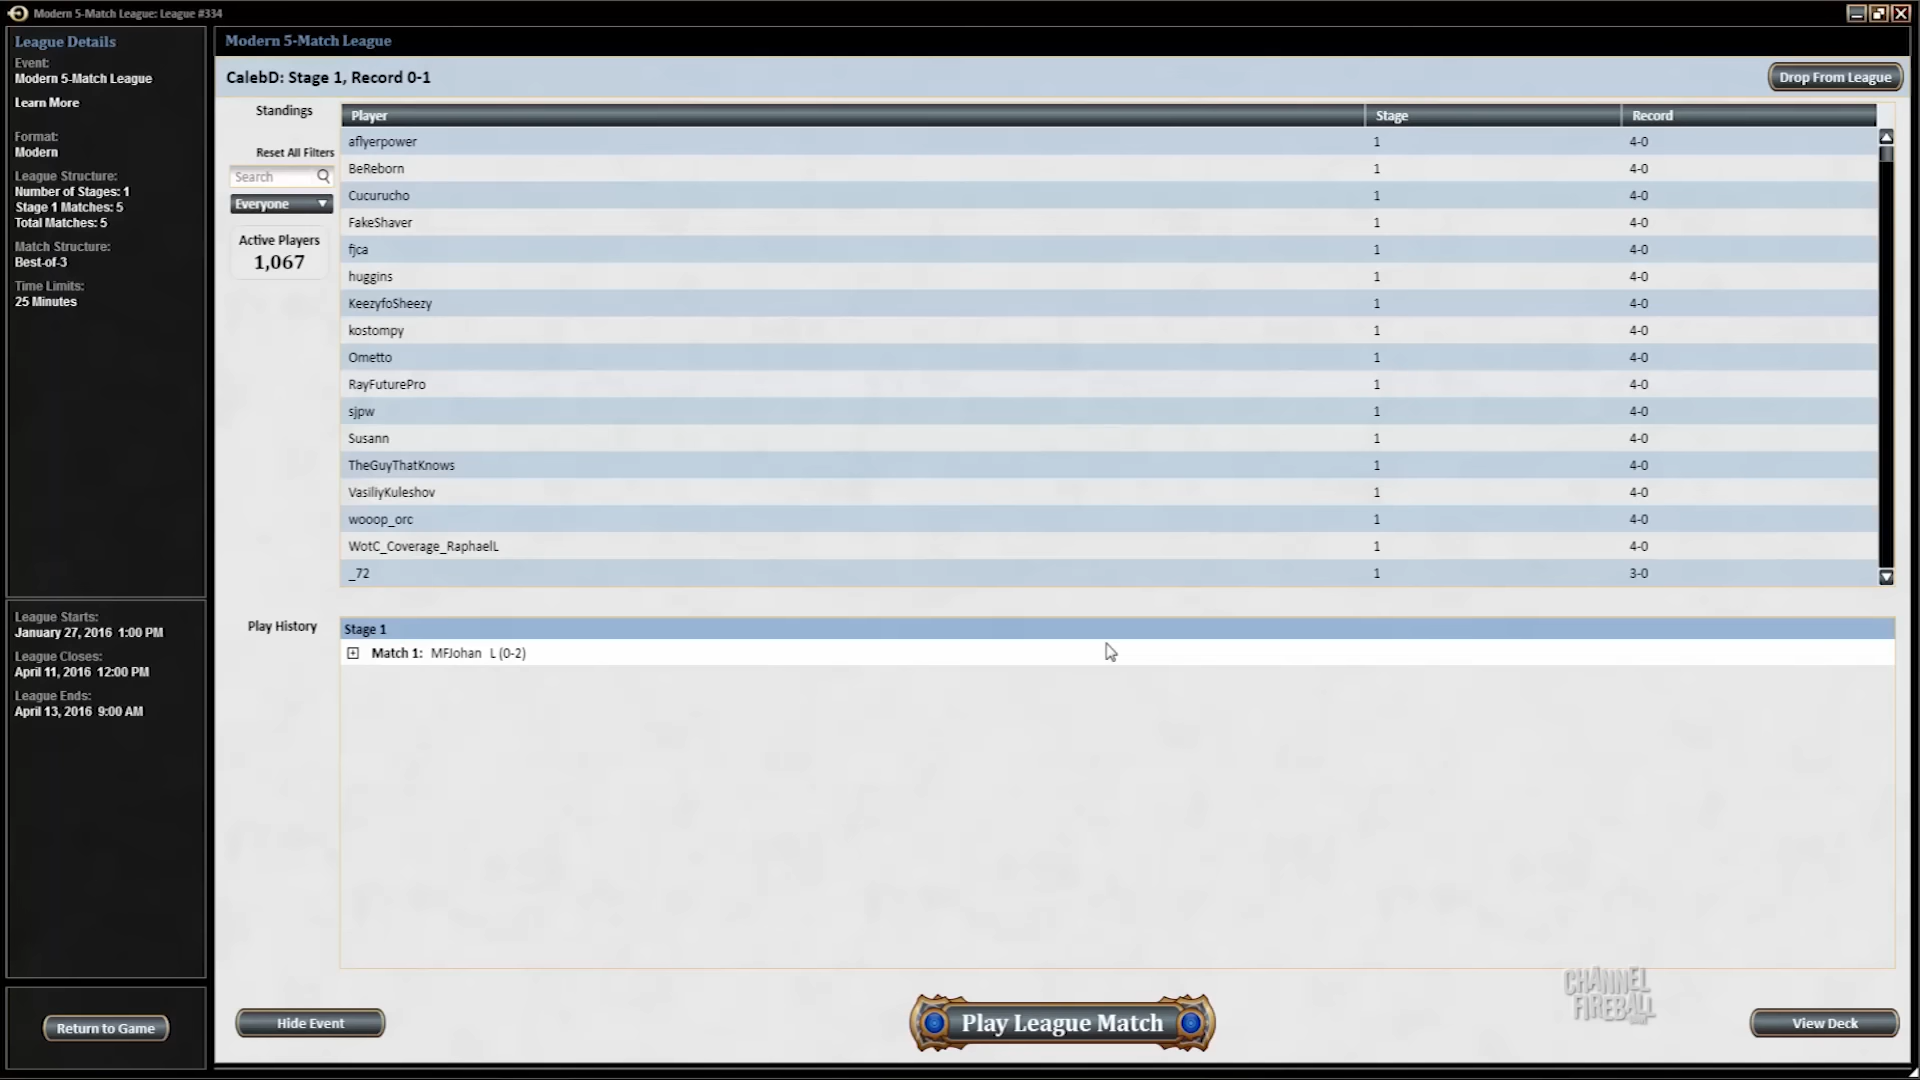 Modern 5-Match League: League #334
League Details
Event:
Modern 5-Match League
Learn More
Format:
Modern
League Structure:
Number of Stages: 1
Stage 1 Matches: 5
Total Matches: 5
Match Structure:
Best-of-3
Time Limits:
25 Minutes
League Starts:
January 27, 2016 1:00 PM
League Closes:
April 11, 2016 12:00 PM
League Ends:
April 13, 2016 9:00 AM
Return to Game
Modern 5-Match League
CalebD: Stage 1, Record 0-1
Drop From League
Standings
Reset All Filters
Search
Everyone
Active Players
1,067
Player Stage Record
aflyerpower 1 4-0
BeReborn 1 4-0
Cucurucho 1 4-0
FakeShaver 1 4-0
fjca 1 4-0
huggins 1 4-0
KeezyfoSheezy 1 4-0
kostompy 1 4-0
Ometto 1 4-0
RayFuturePro 1 4-0
sjpw 1 4-0
Susann 1 4-0
TheGuyThatKnows 1 4-0
VasiliyKuleshov 1 4-0
wooop_orc 1 4-0
WotC_Coverage_RaphaelL 1 4-0
_72 1 3-0
Play History
Stage 1
Match 1: MFJohan L (0-2)
CHANNEL
FIREBALL
Hide Event
Play League Match
View Deck